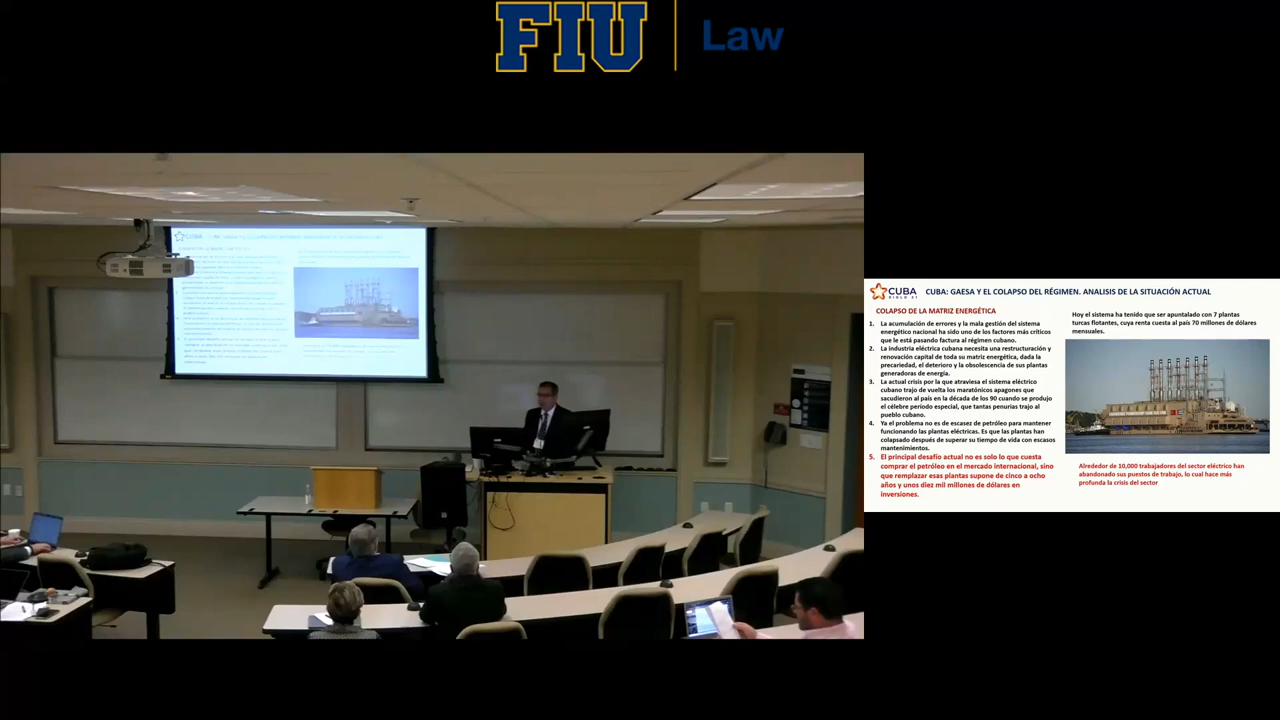 FIU Law
CUBA
SIGLO 21
CUBA: GAESA Y EL COLAPSO DEL RÉGIMEN. ANALISIS DE LA SITUACIÓN ACTUAL
COLAPSO DE LA MATRIZ ENERGÉTICA
1. La acumulación de errores y la mala gestión del sistema
energético nacional ha sido uno de los factores más críticos
que le está pasando factura al régimen cubano.
2. La industria eléctrica cubana necesita una restructuración y
renovación capital de toda su matriz energética, dada la
precariedad, el deterioro y la obsolescencia de sus plantas
generadoras de energía.
3. La actual crisis por la que atraviesa el sistema eléctrico
cubano trajo de vuelta los maratónicos apagones que
sacudieron al país en la década de los 90 cuando se produjo
el célebre período especial, que tantas penurias trajo al
pueblo cubano.
4. Ya el problema no es de escasez de petróleo para mantener
funcionando las plantas eléctricas. Es que las plantas han
colapsado después de superar su tiempo de vida con escasos
mantenimientos.
5. El principal desafío actual no es solo lo que cuesta
comprar el petróleo en el mercado internacional, sino
que remplazar esas plantas supone de cinco a ocho
años y unos diez mil millones de dólares en
inversiones.
Hoy el sistema ha tenido que ser apuntalado con 7 plantas
turcas flotantes, cuya renta cuesta al país 70 millones de dólares
mensuales.
Alrededor de 10,000 trabajadores del sector eléctrico han
abandonado sus puestos de trabajo, lo cual hace más
profunda la crisis del sector